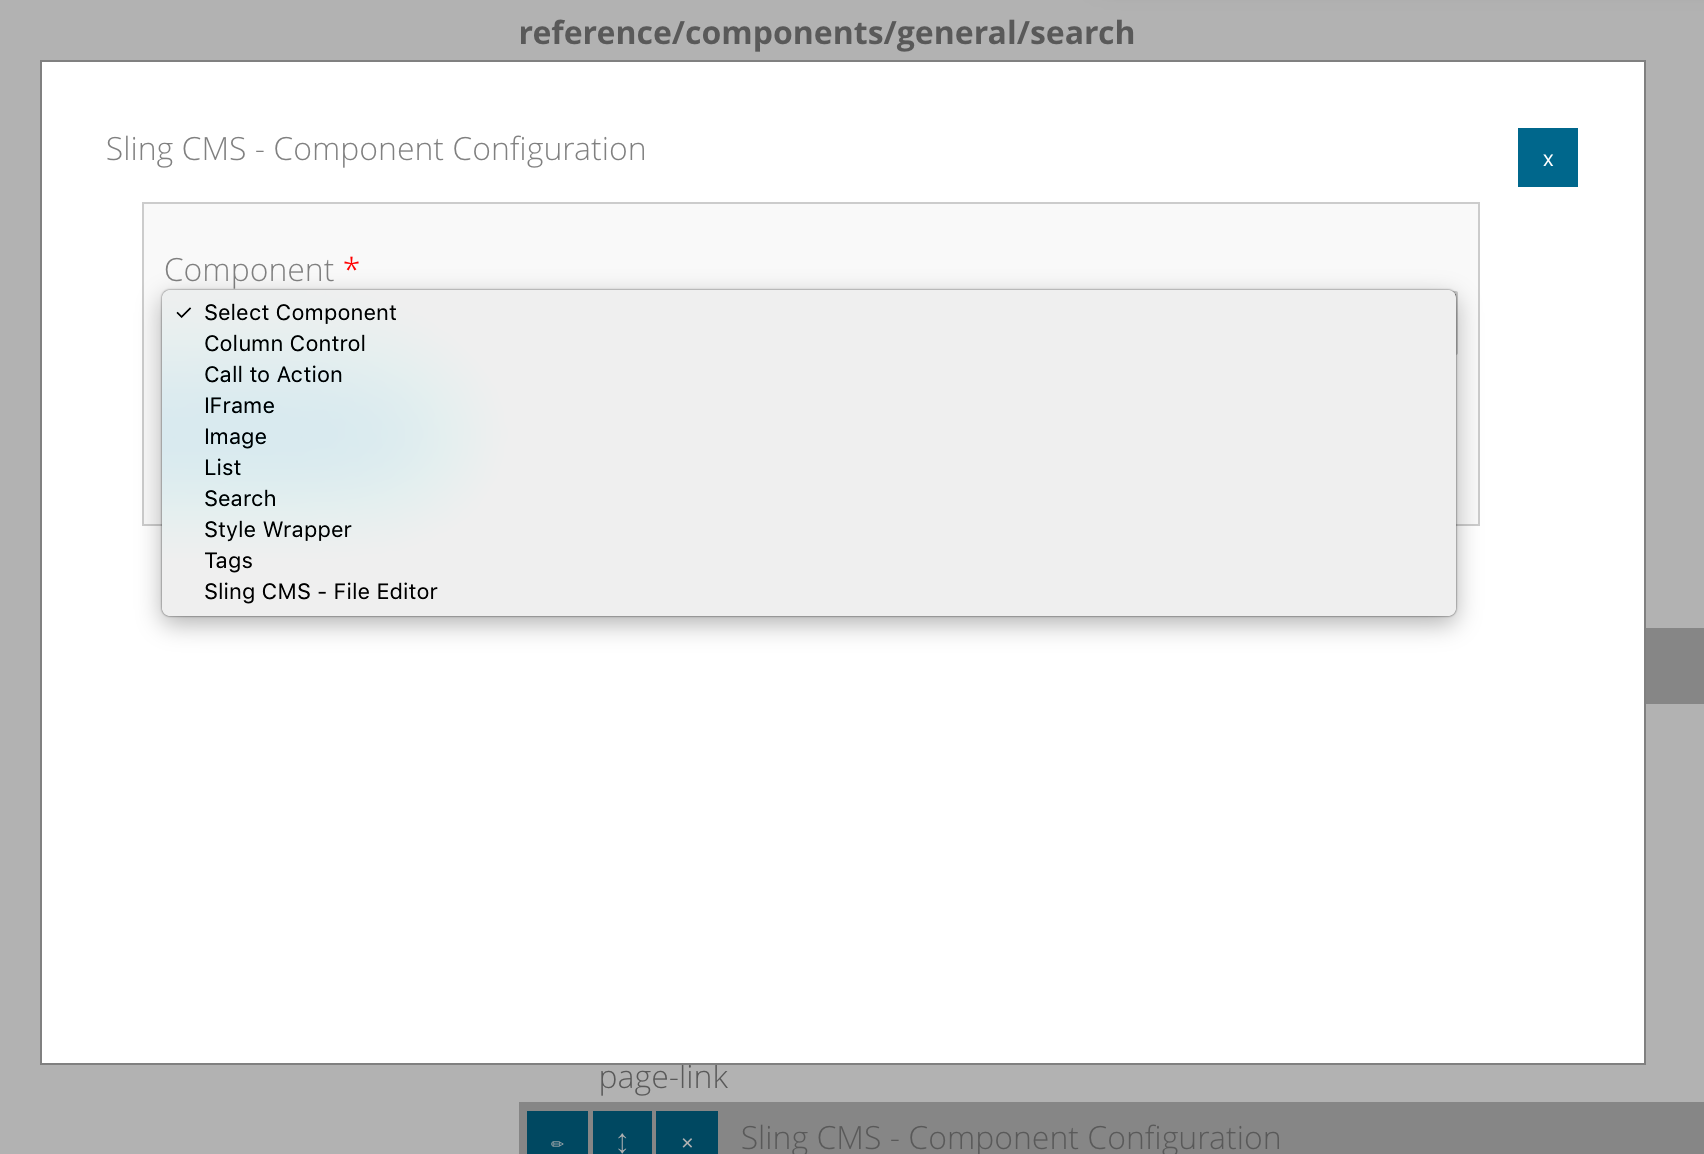 reference/components/general/search
Sling CMS - Component Configuration
x
Component *
✓ Select Component
Column Control
Call to Action
IFrame
Image
List
Search
Style Wrapper
Tags
Sling CMS - File Editor
page-link
Sling CMS - Component Configuration